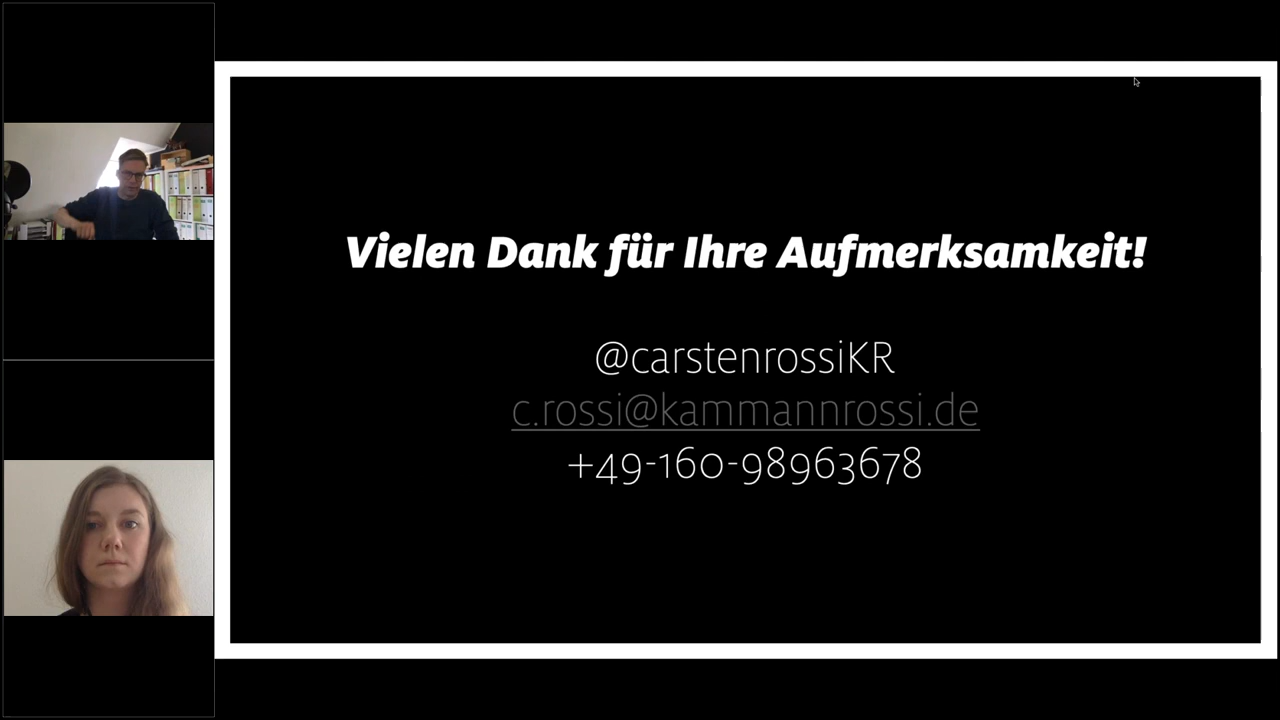 Vielen Dank für Ihre Aufmerksamkeit!
@carstenrossiKR
c.rossi@kammannrossi.de
+49-160-98963678